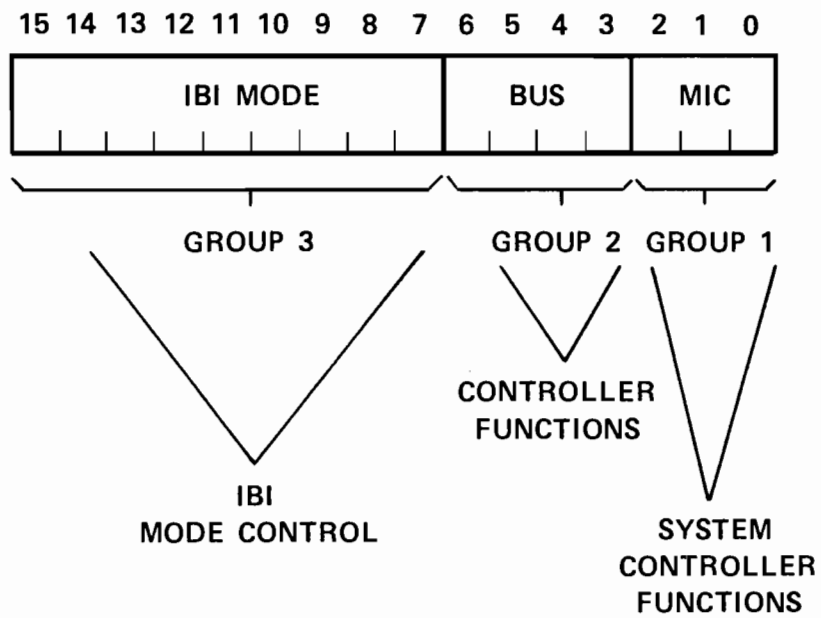 15 14 13 12 11 10 9 8 7 6 5 4 3 2 1 0
IBI MODE BUS MIC
GROUP 3 GROUP 2 GROUP 1
CONTROLLER
FUNCTIONS
IBI
MODE CONTROL
SYSTEM
CONTROLLER
FUNCTIONS